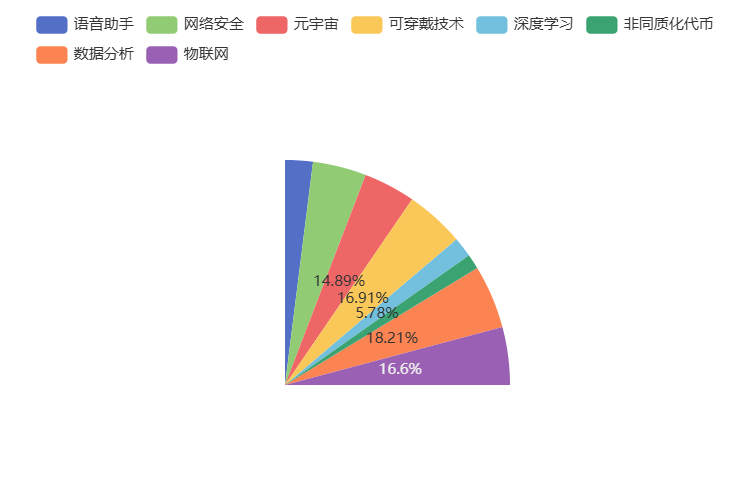 语音助手 网络安全 元宇宙 可穿戴技术 深度学习 非同质化代币
数据分析 物联网
14.89%
16.91%
5.78%
18.21%
16.6%